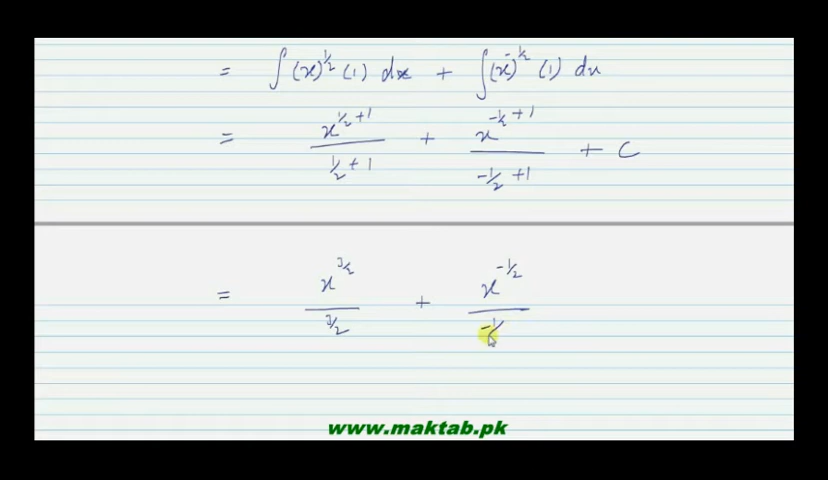 = ∫ (x)^{1/2} (1) dx + ∫ (x)^{-1/2} (1) dx
= x^{1/2 + 1} / (1/2 + 1) + x^{-1/2 + 1} / (-1/2 + 1) + C
= x^{3/2} / (3/2) + x^{-1/2} / (-1/
www.maktab.pk